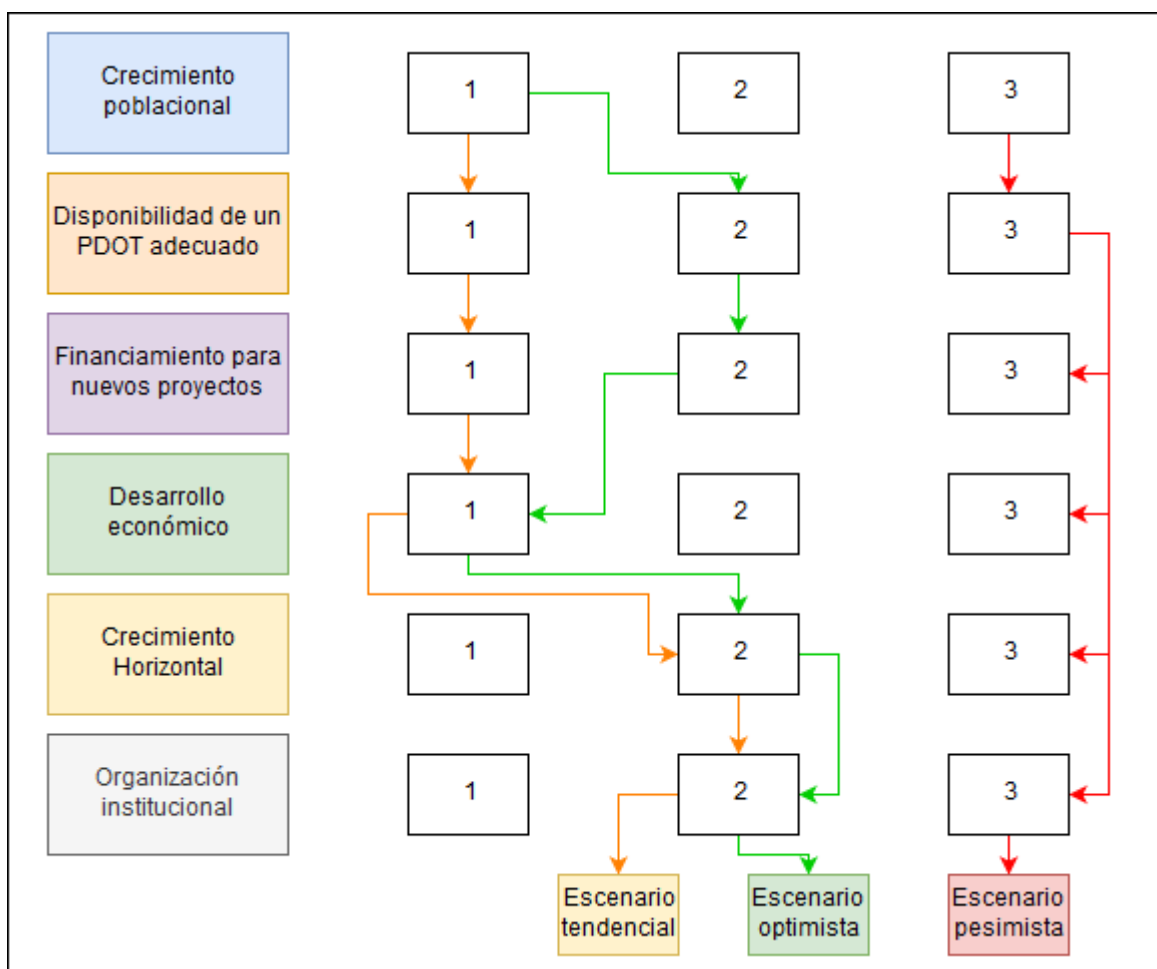 Crecimiento
poblacional
1
2
3
Disponibilidad de un
PDOT adecuado
1
2
3
Financiamiento para
nuevos proyectos
1
2
3
Desarrollo
económico
1
2
3
Crecimiento
Horizontal
1
2
3
Organización
institucional
1
2
3
Escenario
tendencial
Escenario
optimista
Escenario
pesimista